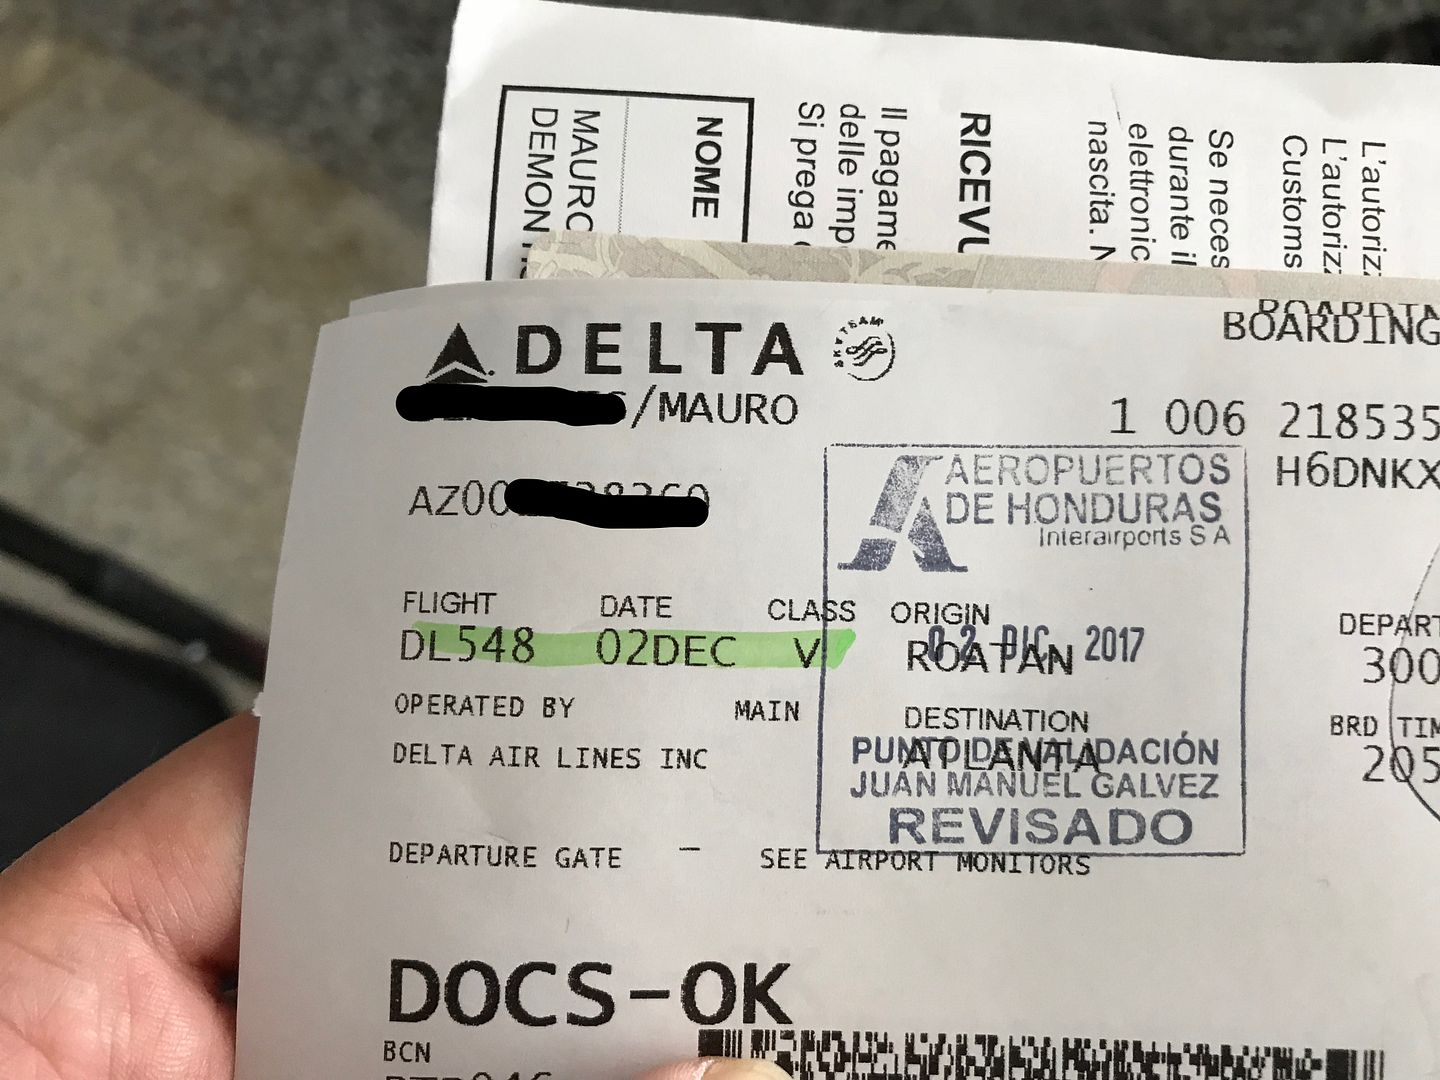 NOME
MAURO
RICEVU
Il pagame
delle imp
Si prega
Se neces
durante il
elettronic
nascita. N
L'autoriz
L'autoriz
Customs
DELTA
SKYTEAM
BOARDING
/MAURO
1 006 218535
H6DNKX
AZ00
AEROPUERTOS
DE HONDURAS
Interairports S A
FLIGHT DATE CLASS ORIGIN
DL548 02DEC V ROATAN
02 DIC. 2017
DEPART
300
OPERATED BY MAIN DESTINATION
DELTA AIR LINES INC ATLANTA
BRD TIM
205
PUNTO DE VALIDACIÓN
JUAN MANUEL GALVEZ
REVISADO
DEPARTURE GATE - SEE AIRPORT MONITORS
DOCS-OK
BCN